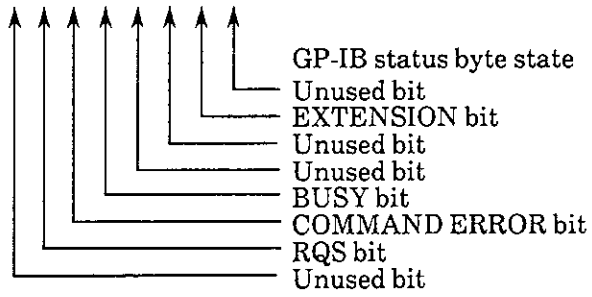 GP-IB status byte state
Unused bit
EXTENSION bit
Unused bit
Unused bit
BUSY bit
COMMAND ERROR bit
RQS bit
Unused bit